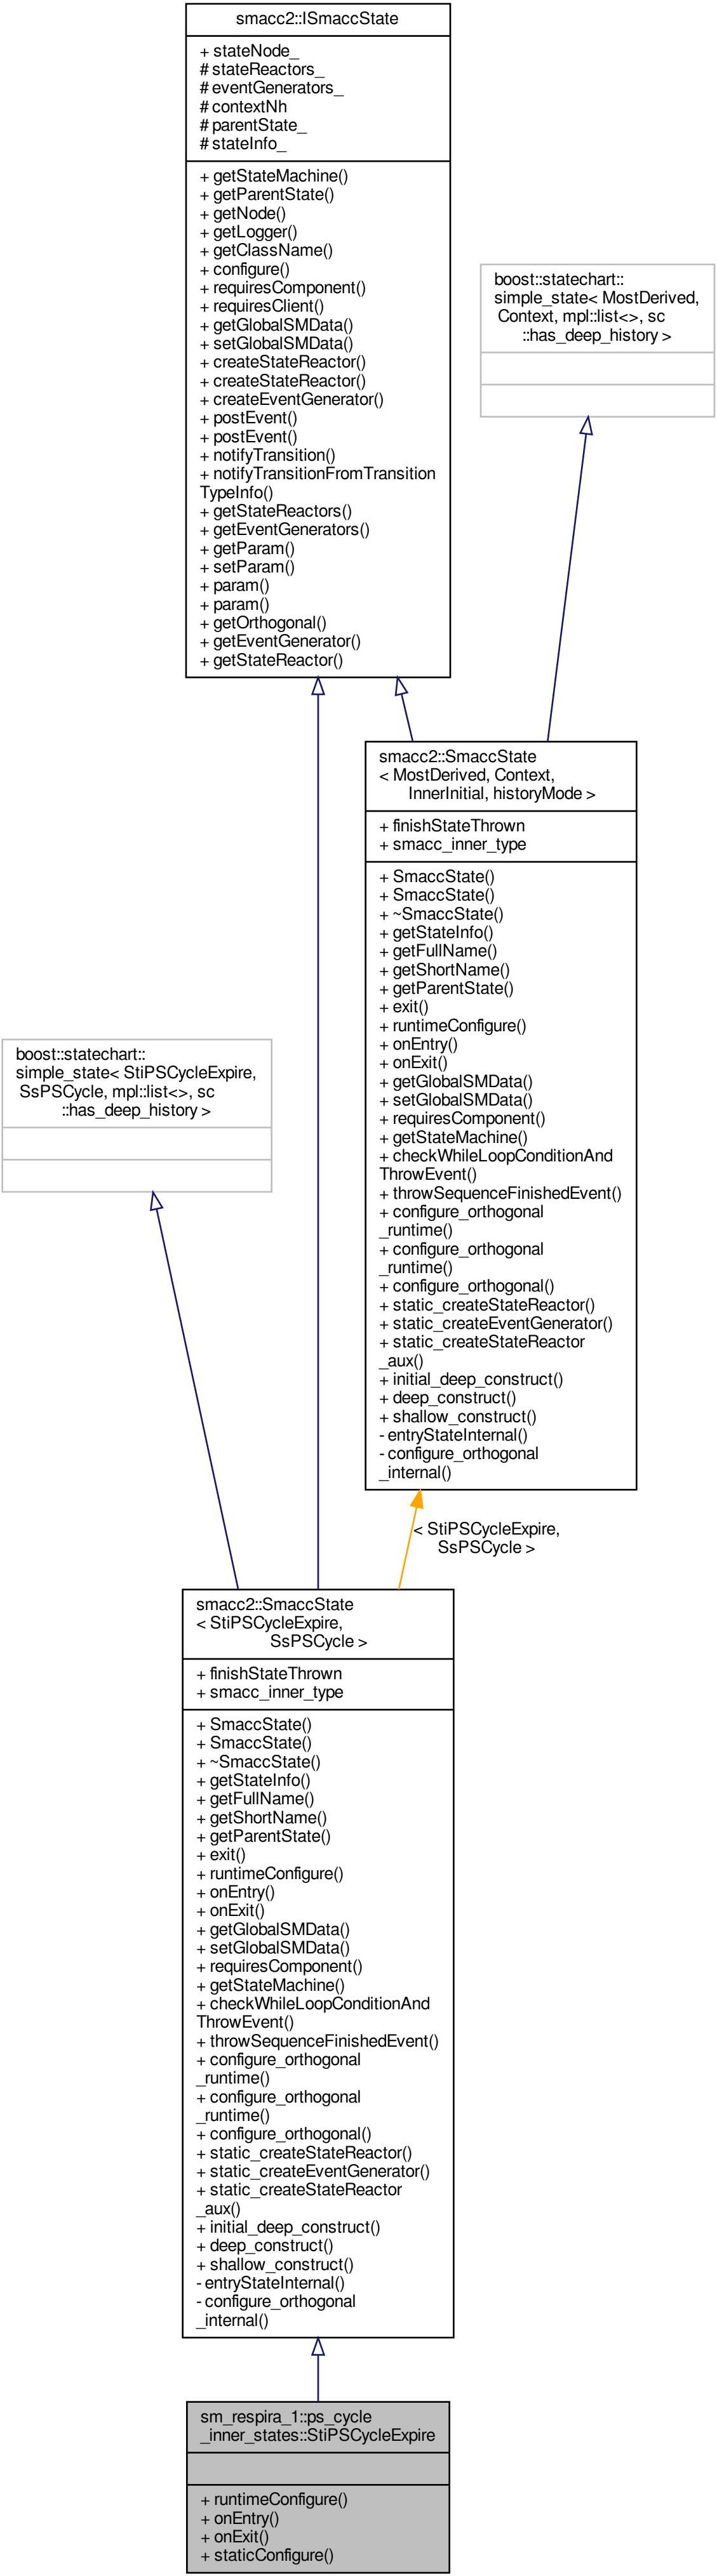 smacc2::ISmaccState
+ stateNode_
# stateReactors_
# eventGenerators_
# contextNh
# parentState_
# stateInfo_
+ getStateMachine()
+ getParentState()
+ getNode()
+ getLogger()
+ getClassName()
+ configure()
+ requiresComponent()
+ requiresClient()
+ getGlobalSMData()
+ setGlobalSMData()
+ createStateReactor()
+ createStateReactor()
+ createEventGenerator()
+ postEvent()
+ postEvent()
+ notifyTransition()
+ notifyTransitionFromTransition
TypeInfo()
+ getStateReactors()
+ getEventGenerators()
+ getParam()
+ setParam()
+ param()
+ param()
+ getOrthogonal()
+ getEventGenerator()
+ getStateReactor()
boost::statechart::
simple_state< MostDerived,
Context, mpl::list<>, sc
::has_deep_history >
smacc2::SmaccState
< MostDerived, Context,
InnerInitial, historyMode >
+ finishStateThrown
+ smacc_inner_type
+ SmaccState()
+ SmaccState()
+ ~SmaccState()
+ getStateInfo()
+ getFullName()
+ getShortName()
+ getParentState()
+ exit()
+ runtimeConfigure()
+ onEntry()
+ onExit()
+ getGlobalSMData()
+ setGlobalSMData()
+ requiresComponent()
+ getStateMachine()
+ checkWhileLoopConditionAnd
ThrowEvent()
+ throwSequenceFinishedEvent()
+ configure_orthogonal
_runtime()
+ configure_orthogonal
_runtime()
+ configure_orthogonal()
+ static_createStateReactor()
+ static_createEventGenerator()
+ static_createStateReactor
_aux()
+ initial_deep_construct()
+ deep_construct()
+ shallow_construct()
- entryStateInternal()
- configure_orthogonal
_internal()
boost::statechart::
simple_state< StiPSCycleExpire,
SsPSCycle, mpl::list<>, sc
::has_deep_history >
< StiPSCycleExpire,
SsPSCycle >
smacc2::SmaccState
< StiPSCycleExpire,
SsPSCycle >
+ finishStateThrown
+ smacc_inner_type
+ SmaccState()
+ SmaccState()
+ ~SmaccState()
+ getStateInfo()
+ getFullName()
+ getShortName()
+ getParentState()
+ exit()
+ runtimeConfigure()
+ onEntry()
+ onExit()
+ getGlobalSMData()
+ setGlobalSMData()
+ requiresComponent()
+ getStateMachine()
+ checkWhileLoopConditionAnd
ThrowEvent()
+ throwSequenceFinishedEvent()
+ configure_orthogonal
_runtime()
+ configure_orthogonal
_runtime()
+ configure_orthogonal()
+ static_createStateReactor()
+ static_createEventGenerator()
+ static_createStateReactor
_aux()
+ initial_deep_construct()
+ deep_construct()
+ shallow_construct()
- entryStateInternal()
- configure_orthogonal
_internal()
sm_respira_1::ps_cycle
_inner_states::StiPSCycleExpire
+ runtimeConfigure()
+ onEntry()
+ onExit()
+ staticConfigure()